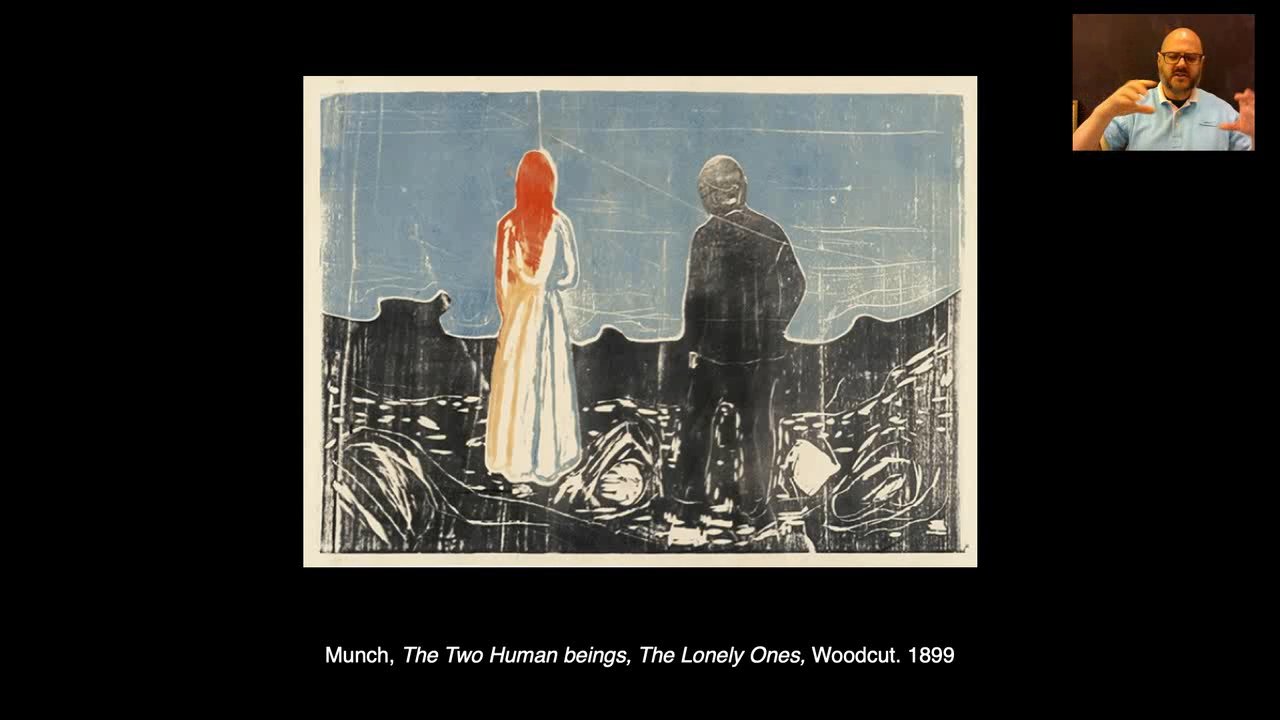 Munch, The Two Human beings, The Lonely Ones, Woodcut. 1899